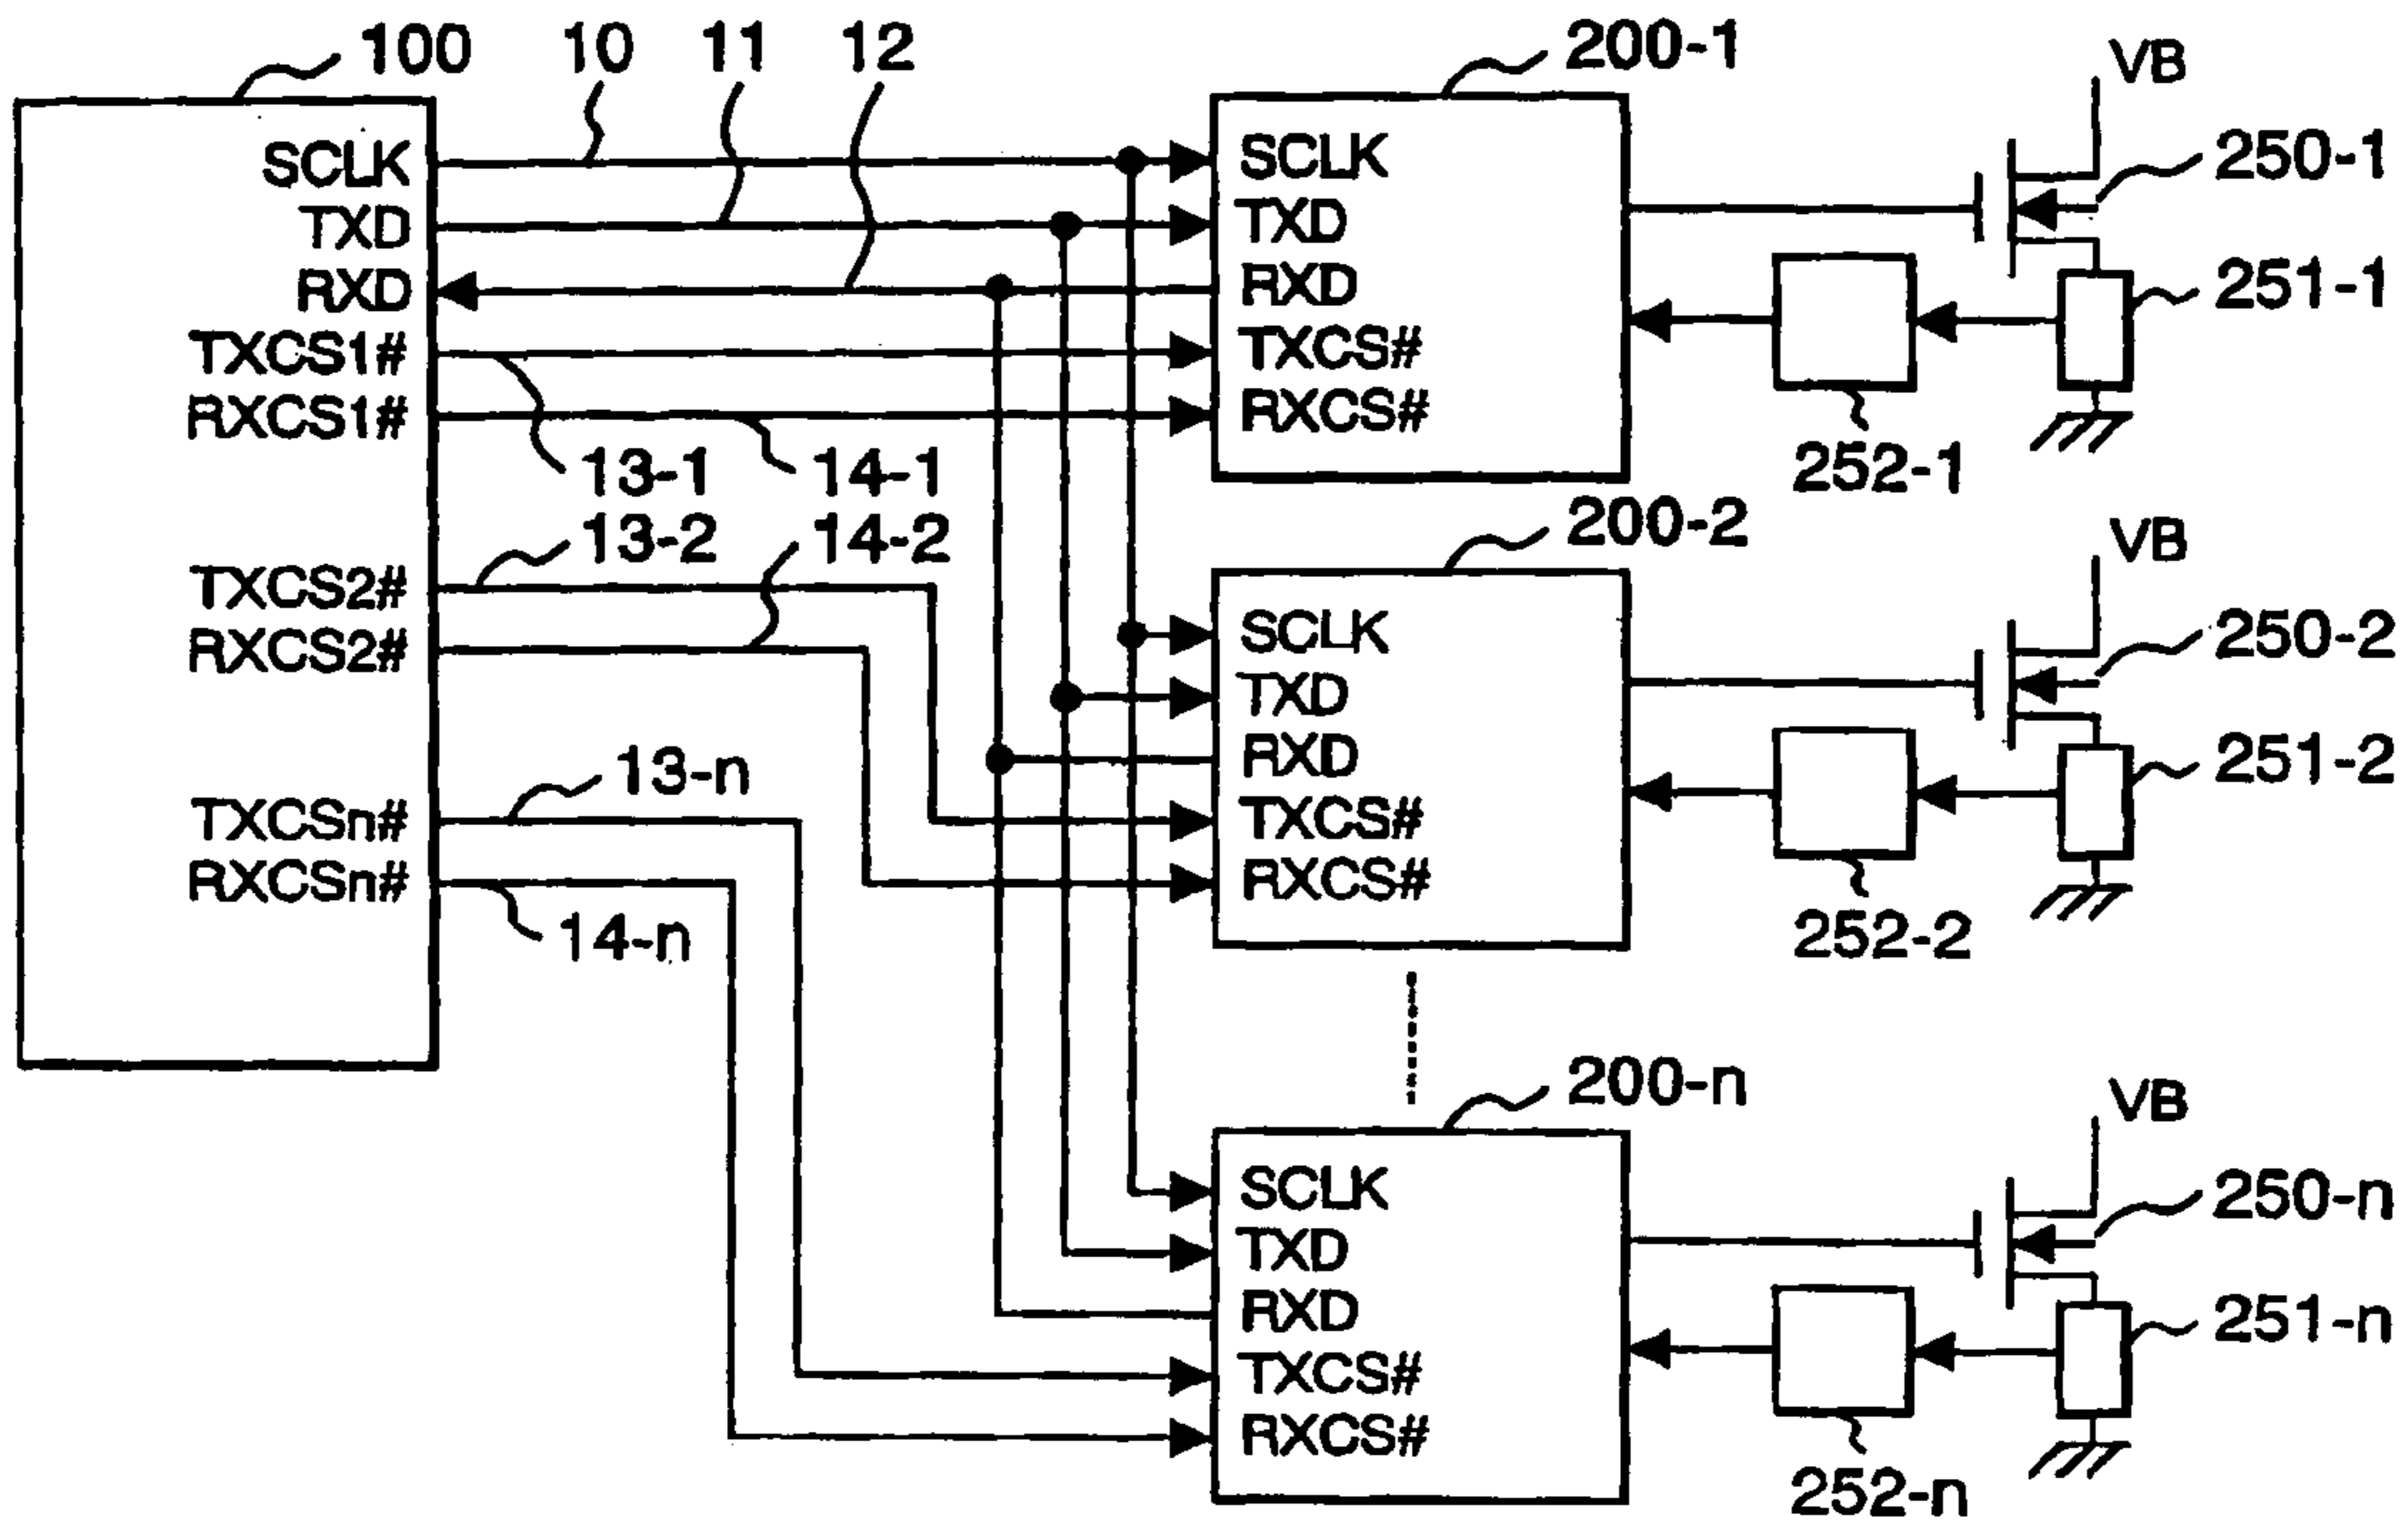 100
10
11
12
200-1
VB
SCLK
TXD
RXD
TXCS1#
RXCS1#
SCLK
TXD
RXD
TXCS#
RXCS#
250-1
251-1
252-1
13-1
14-1
13-2
14-2
200-2
VB
TXCS2#
RXCS2#
SCLK
TXD
RXD
TXCS#
RXCS#
250-2
251-2
252-2
13-n
TXCSn#
RXCSn#
14-n
200-n
VB
SCLK
TXD
RXD
TXCS#
RXCS#
250-n
251-n
252-n